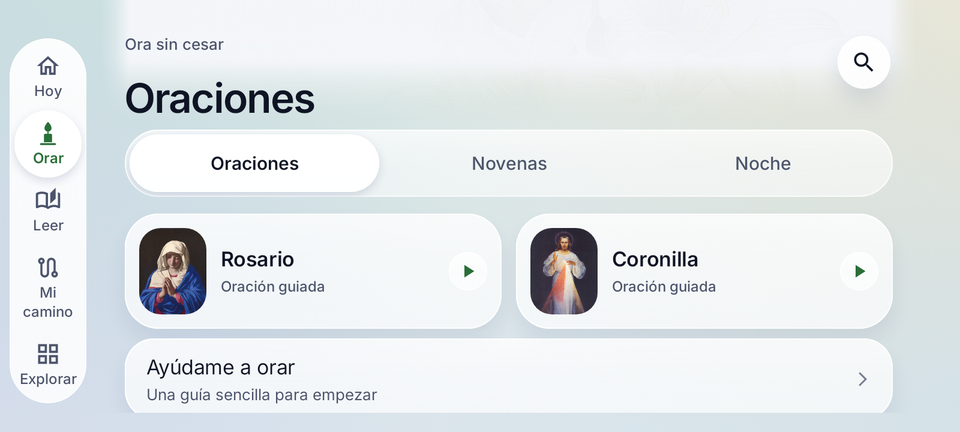 Hoy
Orar
Leer
Mi
camino
Explorar
Ora sin cesar
Oraciones
Oraciones
Novenas
Noche
Rosario
Oración guiada
Coronilla
Oración guiada
Ayúdame a orar
Una guía sencilla para empezar